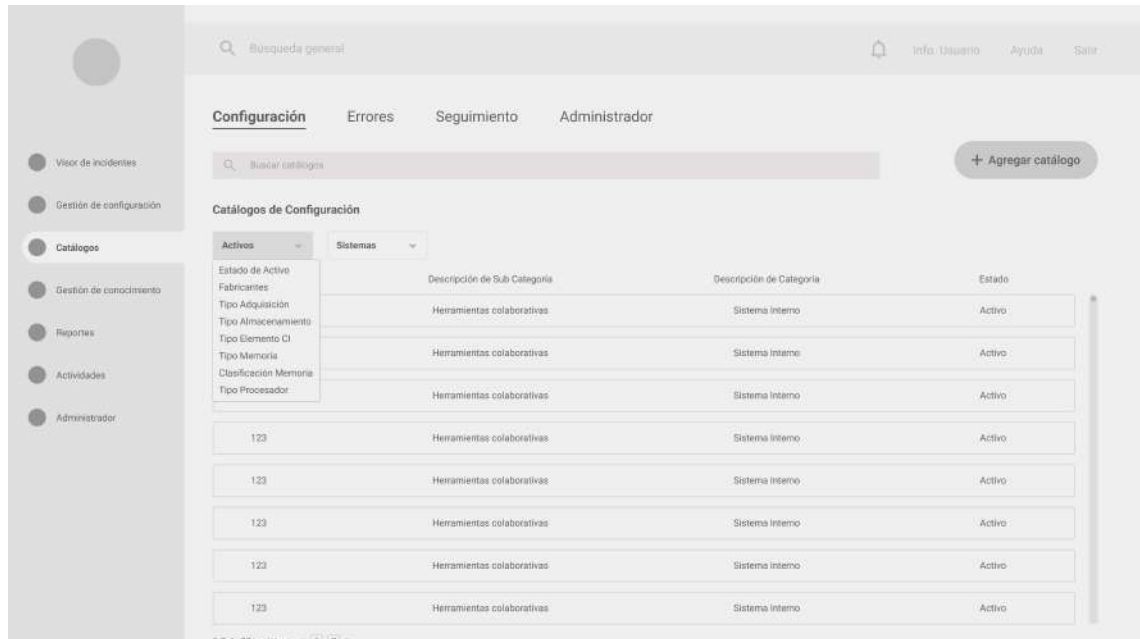 Busqueda general
Info. Usuario Ayuda Salir
Configuración Errores Seguimiento Administrador
Buscar catálogos
+ Agregar catálogo
Visor de incidentes
Gestión de configuración
Catálogos
Gestión de conocimiento
Reportes
Actividades
Administrador
Catálogos de Configuración
Activos Sistemas
Estado de Activo
Fabricantes
Tipo Adquisición
Tipo Almacenamiento
Tipo Elemento CI
Tipo Memoria
Clasificación Memoria
Tipo Procesador
Descripción de Sub Categoría Descripción de Categoría Estado
Herramientas colaborativas Sistema Interno Activo
Herramientas colaborativas Sistema Interno Activo
Herramientas colaborativas Sistema Interno Activo
123 Herramientas colaborativas Sistema Interno Activo
123 Herramientas colaborativas Sistema Interno Activo
123 Herramientas colaborativas Sistema Interno Activo
123 Herramientas colaborativas Sistema Interno Activo
123 Herramientas colaborativas Sistema Interno Activo